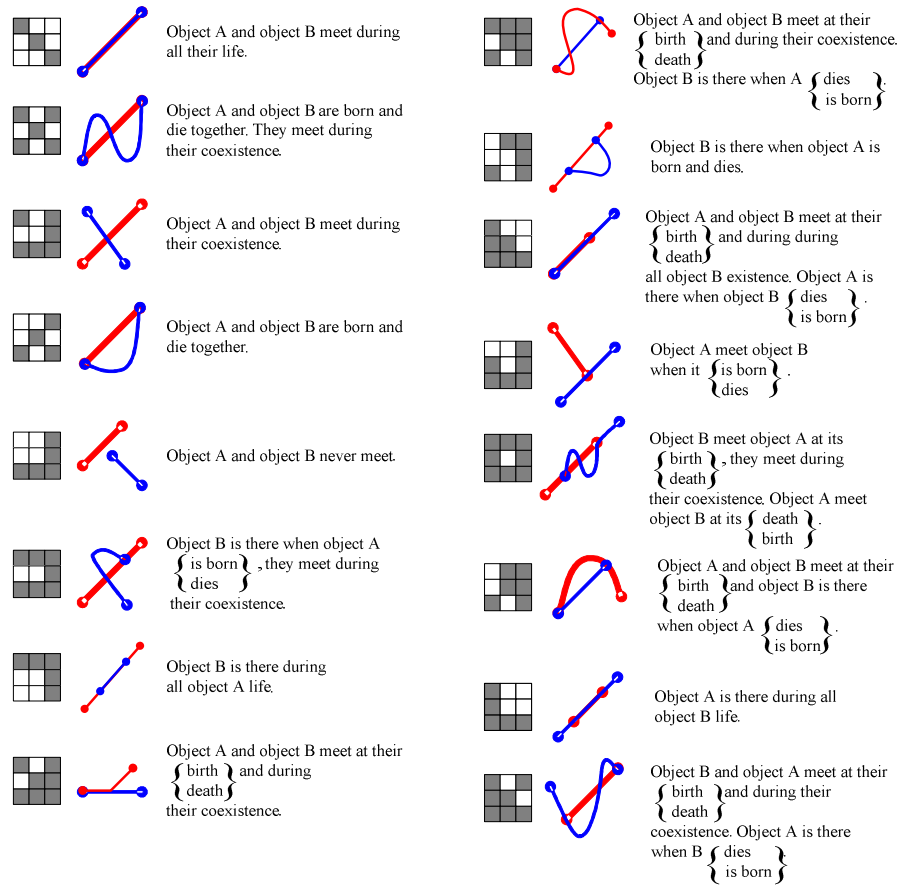 Object A and object B meet during
all their life.
Object A and object B are born and
die together. They meet during
their coexistence.
Object A and object B meet during
their coexistence.
Object A and object B are born and
die together.
Object A and object B never meet.
Object B is there when object A
{ is born } , they meet during
{ dies }
their coexistence.
Object B is there during
all object A life.
Object A and object B meet at their
{ birth } and during
{ death }
their coexistence.
Object A and object B meet at their
{ birth } and during their coexistence.
{ death }
Object B is there when A { dies } .
{ is born }
Object B is there when object A is
born and dies.
Object A and object B meet at their
{ birth } and during during
{ death }
all object B existence. Object A is
there when object B { dies } .
{ is born }
Object A meet object B
when it { is born } .
{ dies }
Object B meet object A at its
{ birth } , they meet during
{ death }
their coexistence. Object A meet
object B at its { death } .
{ birth }
Object A and object B meet at their
{ birth } and object B is there
{ death }
when object A { dies } .
{ is born }
Object A is there during all
object B life.
Object B and object A meet at their
{ birth } and during their
{ death }
coexistence. Object A is there
when B { dies } .
{ is born }